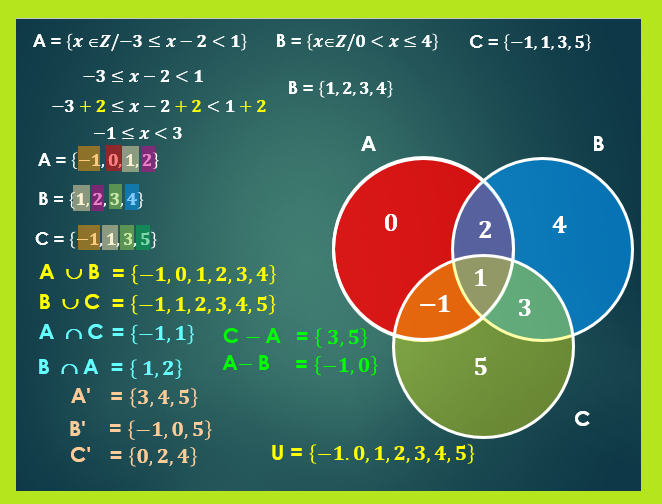 A = {x ϵZ/−3 ≤ x − 2 < 1} B = {xϵZ/0 < x ≤ 4} C = {−1, 1, 3, 5}
−3 ≤ x − 2 < 1
B = {1, 2, 3, 4}
−3 + 2 ≤ x − 2 + 2 < 1 + 2
−1 ≤ x < 3
A = {−1, 0, 1, 2}
B = {1, 2, 3, 4}
C = {−1, 1, 3, 5}
A ∪ B = {−1, 0, 1, 2, 3, 4}
B ∪ C = {−1, 1, 2, 3, 4, 5}
A ∩ C = {−1, 1}
B ∩ A = { 1, 2}
C − A = { 3, 5}
A− B = {−1, 0}
A' = {3, 4, 5}
B' = {−1, 0, 5}
C' = {0, 2, 4}
U = {−1. 0, 1, 2, 3, 4, 5}
A
B
0
2
4
1
−1
3
5
C